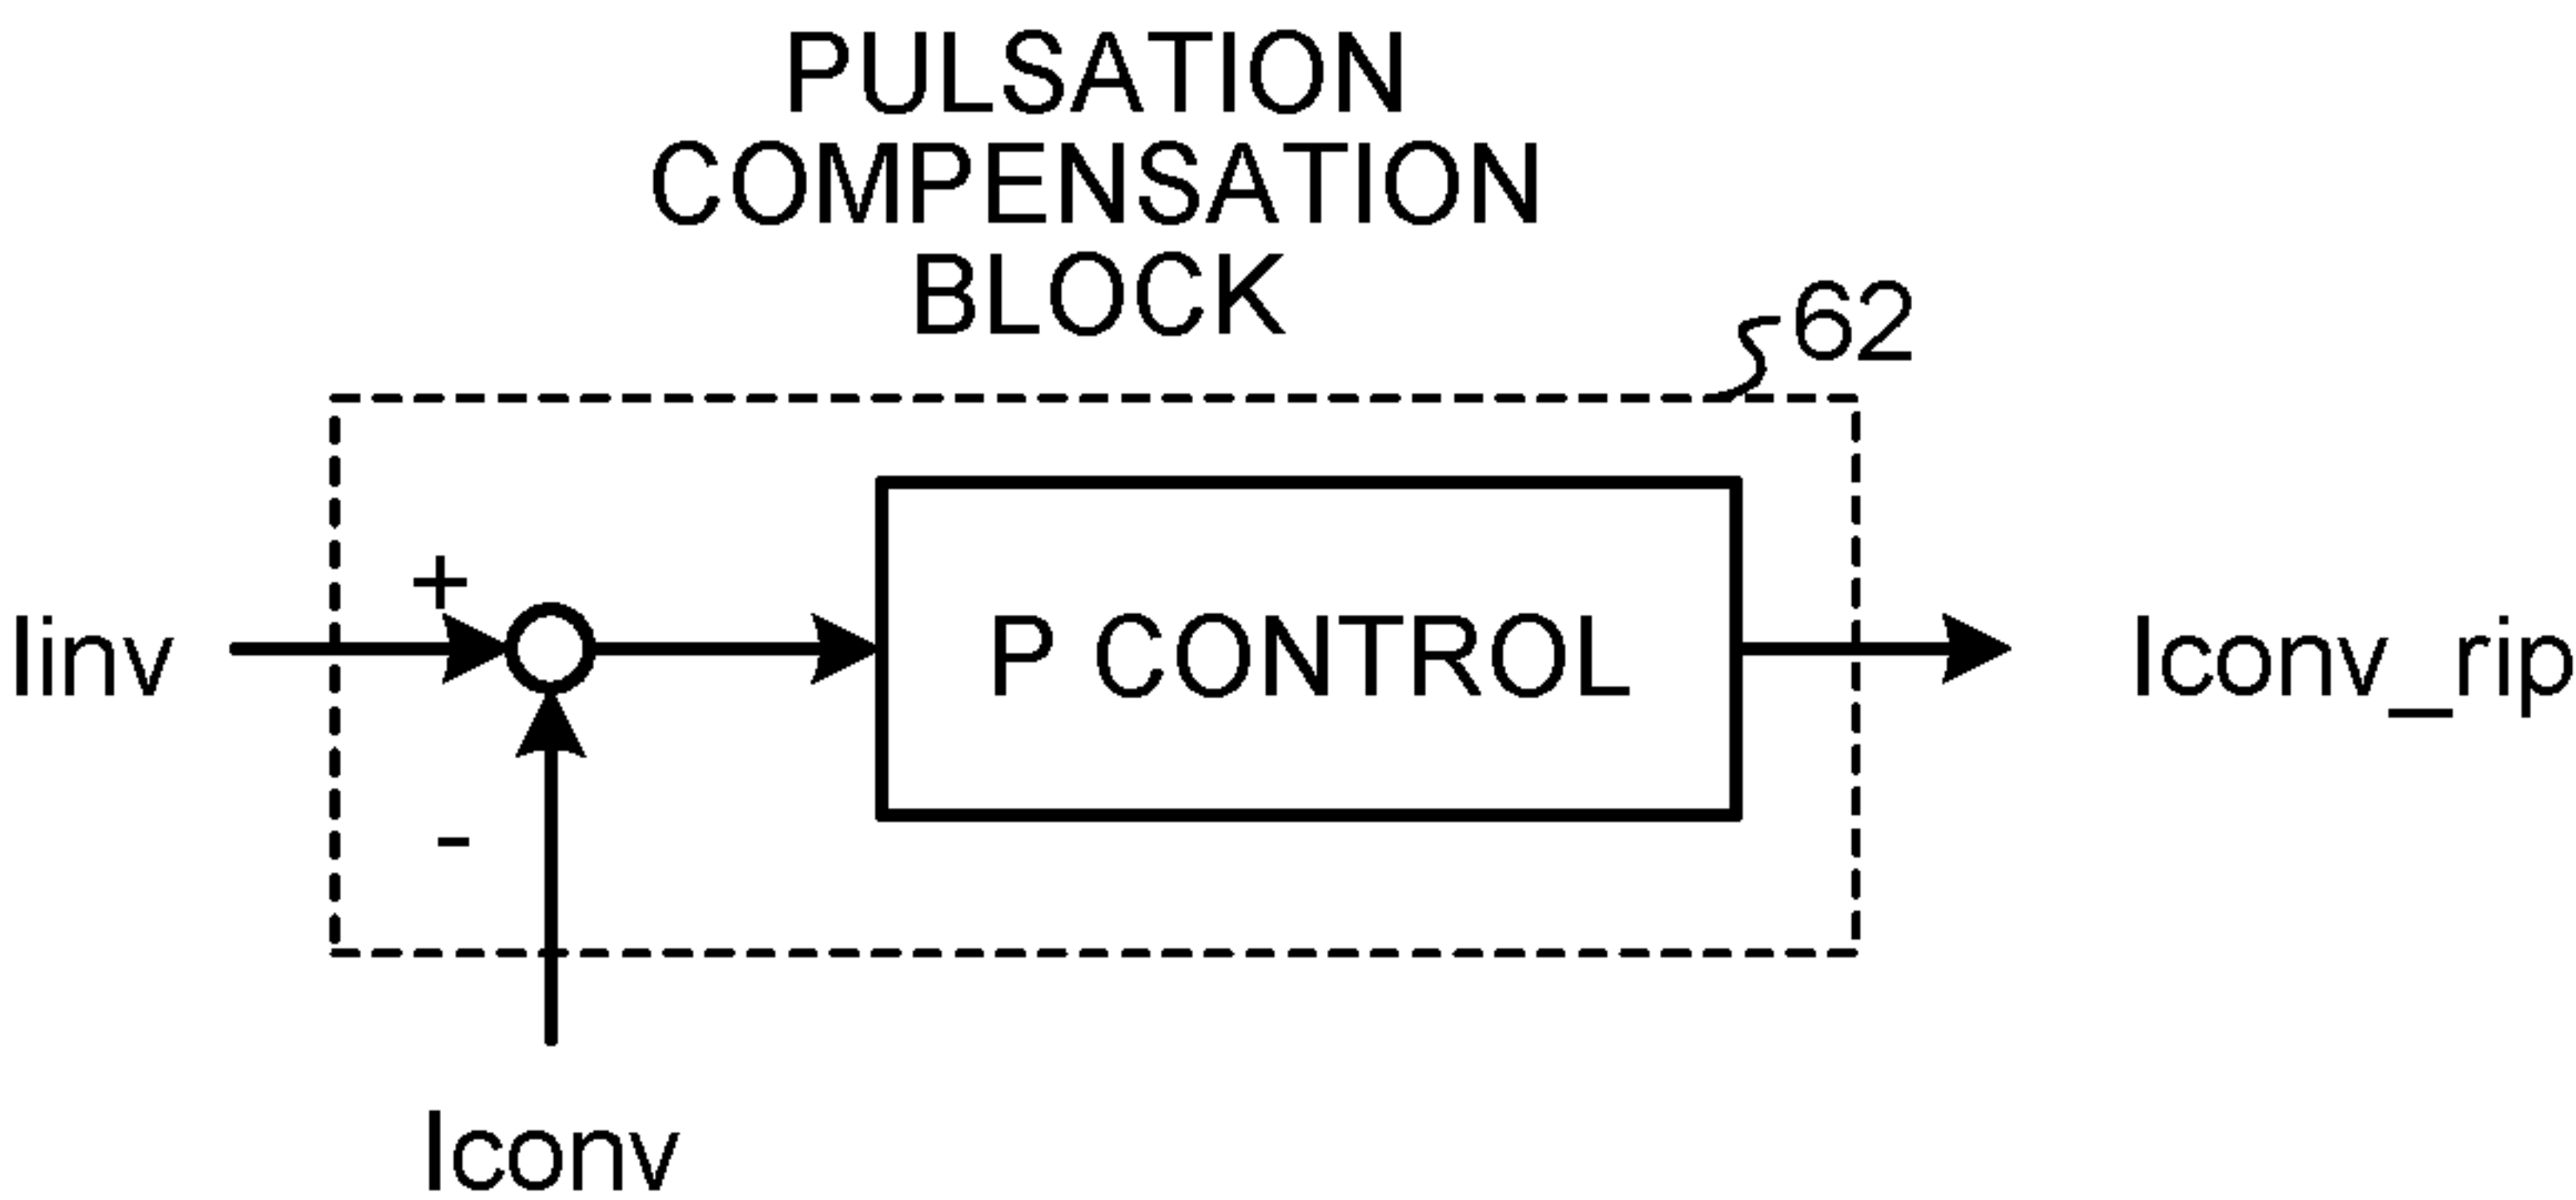 PULSATION
COMPENSATION
BLOCK
62
+
Iinv
P CONTROL
Iconv_rip
-
Iconv